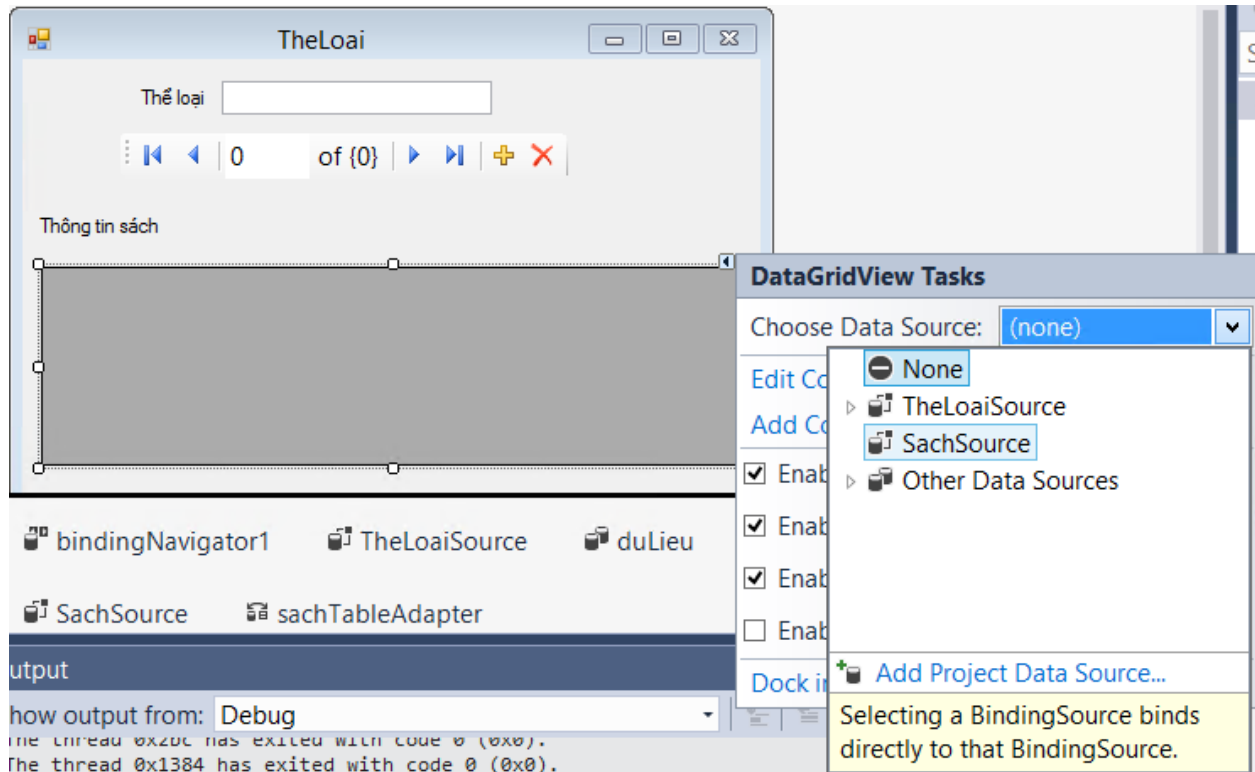 TheLoai
S
Thể loại
0 of {0}
Thông tin sách
DataGridView Tasks
Choose Data Source: (none)
None
Edit Co
TheLoaiSource
Add Co
SachSource
Enab
Other Data Sources
bindingNavigator1 TheLoaiSource duLieu
Enab
Enab
SachSource sachTableAdapter
Enab
utput
Add Project Data Source...
Dock in
how output from: Debug
Selecting a BindingSource binds
directly to that BindingSource.
The thread 0x2bc has exited with code 0 (0x0).
The thread 0x1384 has exited with code 0 (0x0).